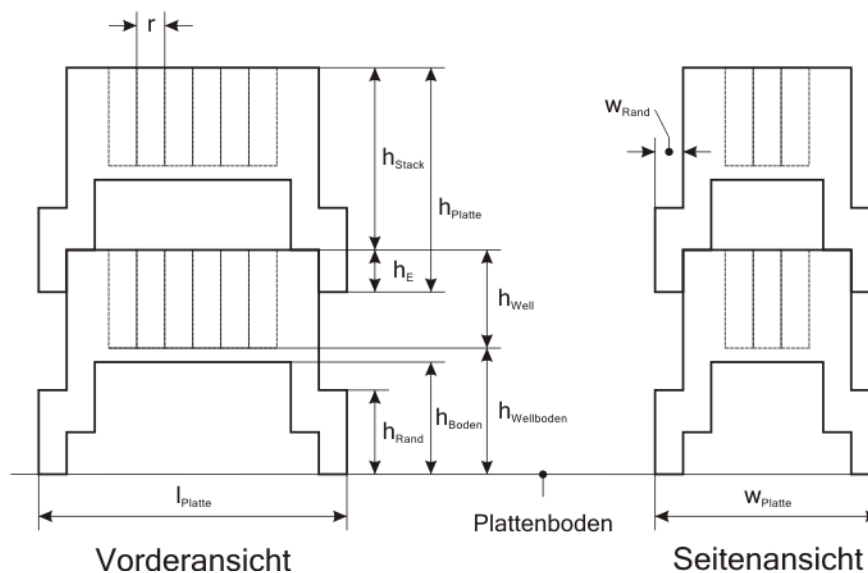 r
w_Rand
h_Stack
h_Platte
h_E
h_Well
h_Rand
h_Boden
h_Wellboden
l_Platte
Plattenboden
w_Platte
Vorderansicht
Seitenansicht